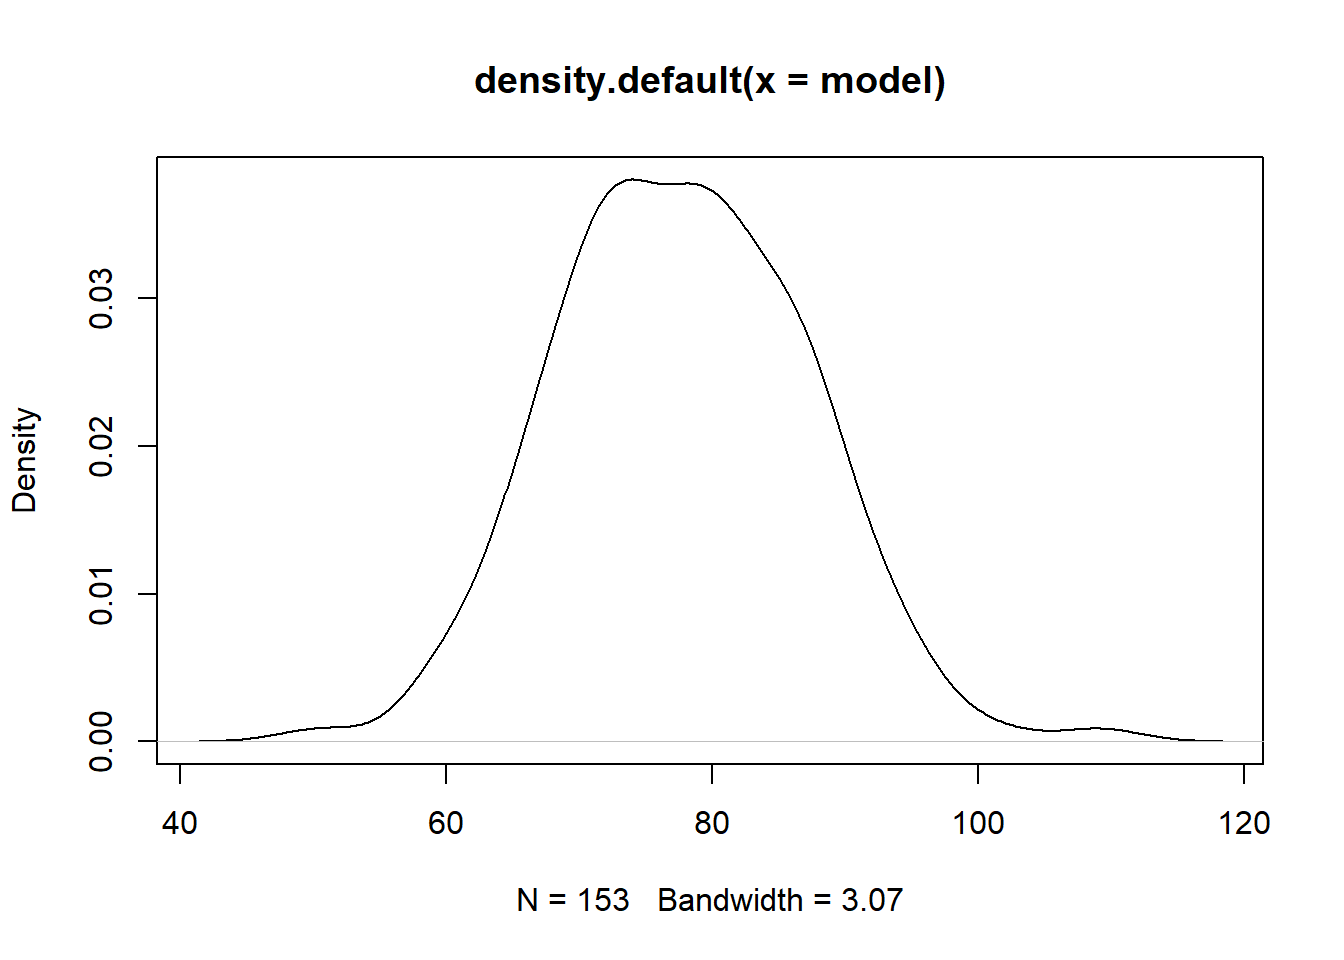 density.default(x = model)
Density
0.03
0.02
0.01
0.00
40 60 80 100 120
N = 153 Bandwidth = 3.07